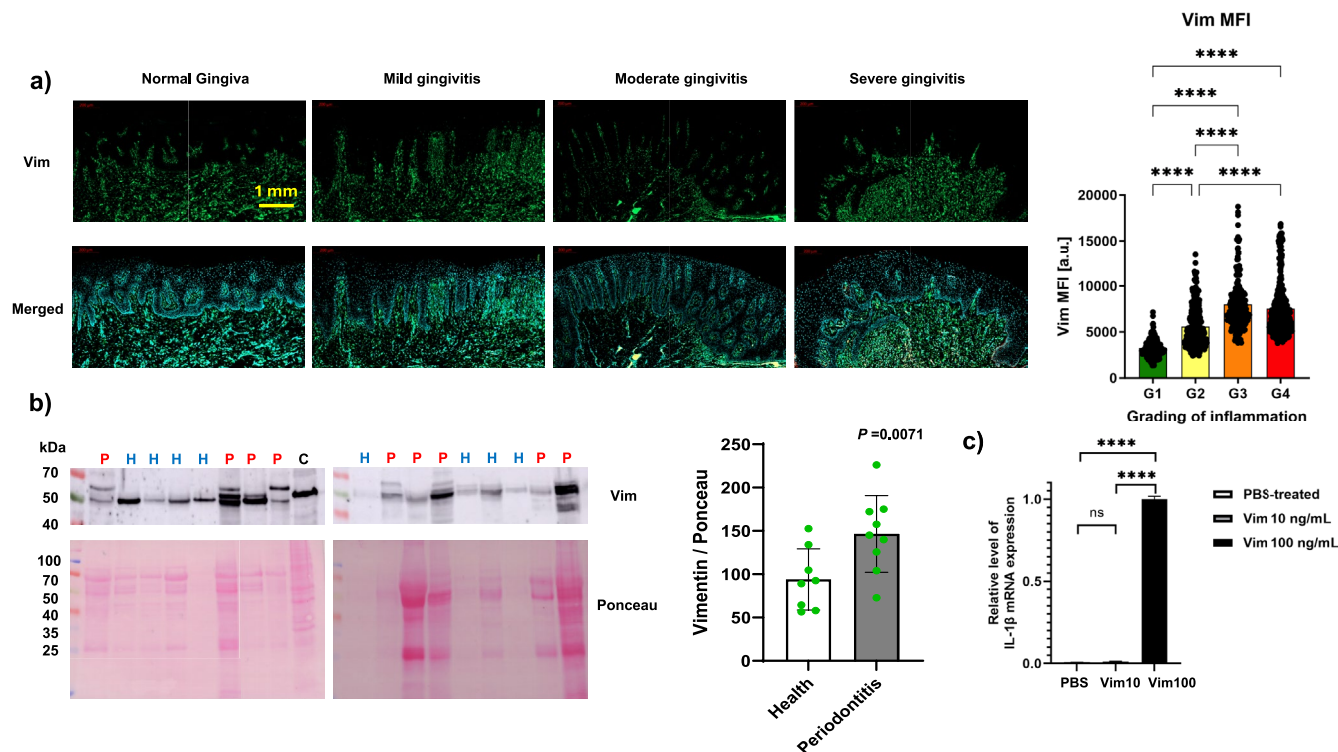 a)
Normal Gingiva
Mild gingivitis
Moderate gingivitis
Severe gingivitis
Vim
1 mm
Merged
Vim MFI
****
****
****
****
****
Vim MFI [a.u.]
20000
15000
10000
5000
0
G1 G2 G3 G4
Grading of inflammation
b)
kDa
P H H H H P P P C
H P P P H H H P P
70
50
40
Vim
100
70
50
40
35
25
Ponceau
P =0.0071
Vimentin / Ponceau
250
200
150
100
50
0
Health
Periodontitis
c)
****
****
ns
Relative level of
IL-1β mRNA expression
1.0
0.5
0.0
PBS Vim10 Vim100
PBS-treated
Vim 10 ng/mL
Vim 100 ng/mL